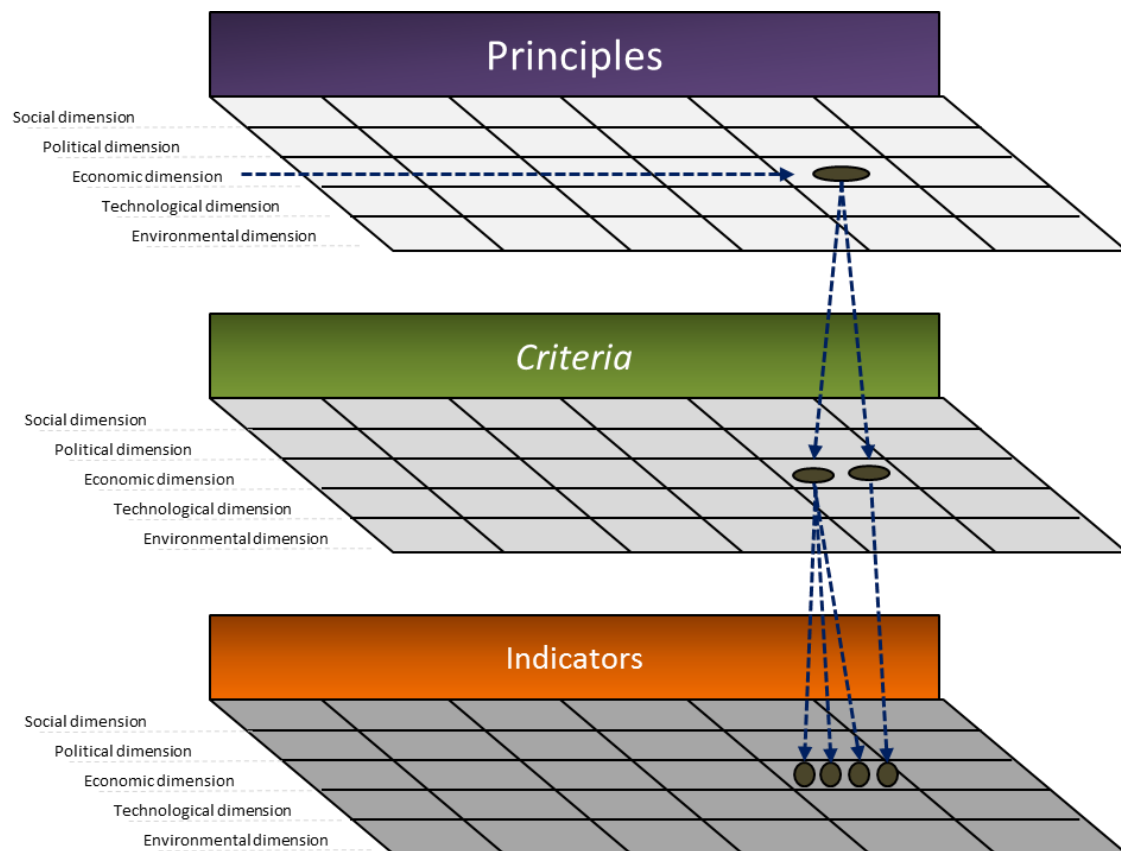 Principles
Social dimension
Political dimension
Economic dimension
Technological dimension
Environmental dimension
Criteria
Social dimension
Political dimension
Economic dimension
Technological dimension
Environmental dimension
Indicators
Social dimension
Political dimension
Economic dimension
Technological dimension
Environmental dimension